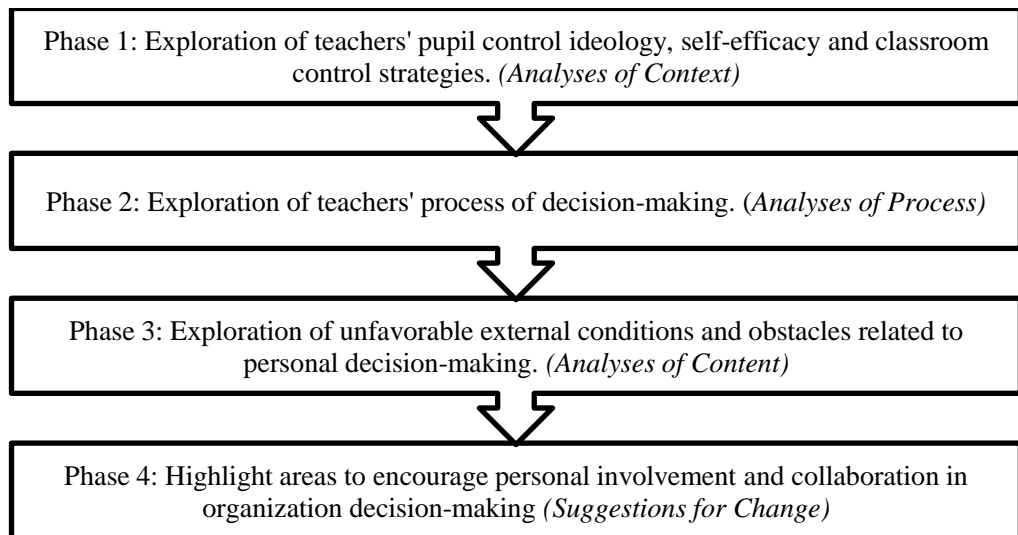 Phase 1: Exploration of teachers' pupil control ideology, self-efficacy and classroom
control strategies. (Analyses of Context)
Phase 2: Exploration of teachers' process of decision-making. (Analyses of Process)
Phase 3: Exploration of unfavorable external conditions and obstacles related to
personal decision-making. (Analyses of Content)
Phase 4: Highlight areas to encourage personal involvement and collaboration in
organization decision-making (Suggestions for Change)